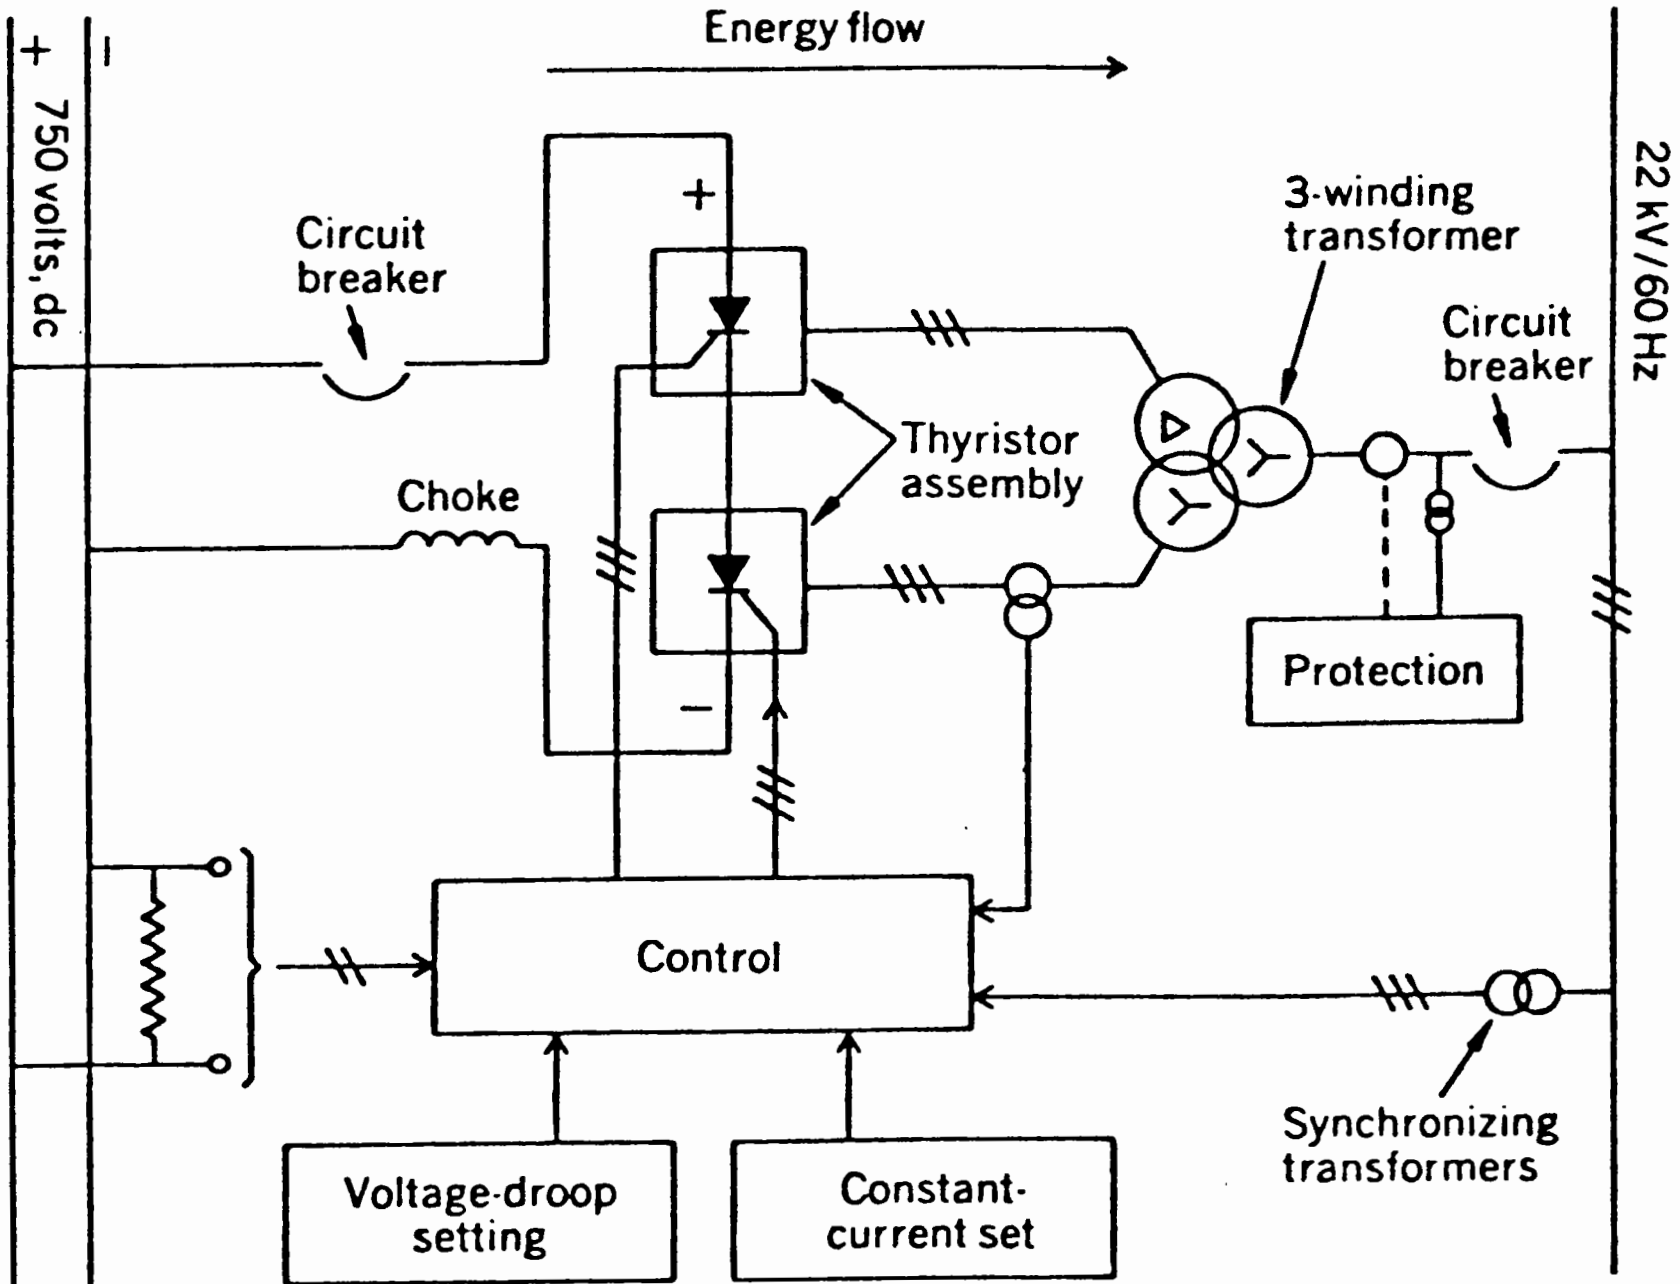 Energy flow
+
−
750 volts, dc
Circuit
breaker
+
3-winding
transformer
22 kV/60 Hz
Circuit
breaker
Thyristor
assembly
Choke
Protection
−
Control
Synchronizing
transformers
Voltage-droop
setting
Constant-
current set